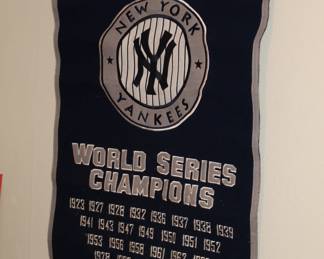 NEW YORK
NY
YANKEES
WORLD SERIES
CHAMPIONS
1923 1927 1928 1932 1936 1937 1938 1939
1941 1943 1947 1949 1950 1951 1952
1953 1956 1958 1961 1962
1978